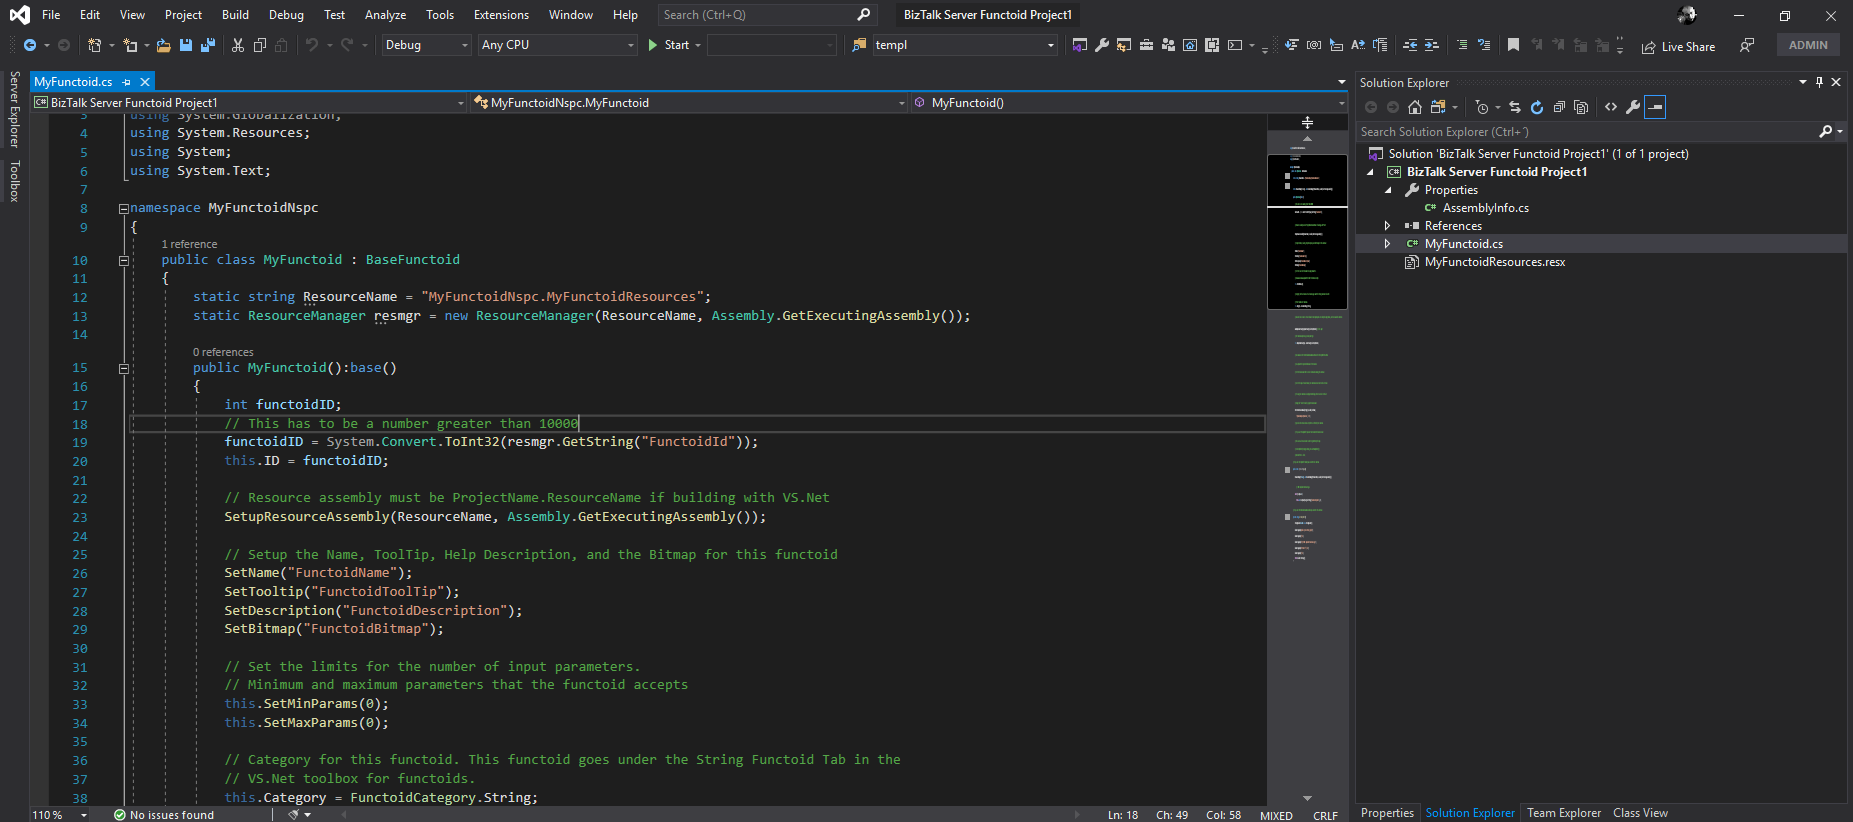 File Edit View Project Build Debug Test Analyze Tools Extensions Window Help Search (Ctrl+Q) BizTalk Server Functoid Project1
Debug Any CPU Start templ Live Share ADMIN
Server Explorer
Toolbox
MyFunctoid.cs
BizTalk Server Functoid Project1 MyFunctoidNspc.MyFunctoid MyFunctoid()
3 using System.Globalization;
4 using System.Resources;
5 using System;
6 using System.Text;
7
8 namespace MyFunctoidNspc
9 {
1 reference
10 public class MyFunctoid : BaseFunctoid
11 {
12 static string ResourceName = "MyFunctoidNspc.MyFunctoidResources";
13 static ResourceManager resmgr = new ResourceManager(ResourceName, Assembly.GetExecutingAssembly());
14
0 references
15 public MyFunctoid():base()
16 {
17 int functoidID;
18 // This has to be a number greater than 10000
19 functoidID = System.Convert.ToInt32(resmgr.GetString("FunctoidId"));
20 this.ID = functoidID;
21
22 // Resource assembly must be ProjectName.ResourceName if building with VS.Net
23 SetupResourceAssembly(ResourceName, Assembly.GetExecutingAssembly());
24
25 // Setup the Name, ToolTip, Help Description, and the Bitmap for this functoid
26 SetName("FunctoidName");
27 SetTooltip("FunctoidToolTip");
28 SetDescription("FunctoidDescription");
29 SetBitmap("FunctoidBitmap");
30
31 // Set the limits for the number of input parameters.
32 // Minimum and maximum parameters that the functoid accepts
33 this.SetMinParams(0);
34 this.SetMaxParams(0);
35
36 // Category for this functoid. This functoid goes under the String Functoid Tab in the
37 // VS.Net toolbox for functoids.
38 this.Category = FunctoidCategory.String;
110 % No issues found Ln: 18 Ch: 49 Col: 58 MIXED CRLF
Solution Explorer
Search Solution Explorer (Ctrl+´)
Solution 'BizTalk Server Functoid Project1' (1 of 1 project)
C# BizTalk Server Functoid Project1
Properties
C# AssemblyInfo.cs
References
C# MyFunctoid.cs
MyFunctoidResources.resx
Properties Solution Explorer Team Explorer Class View